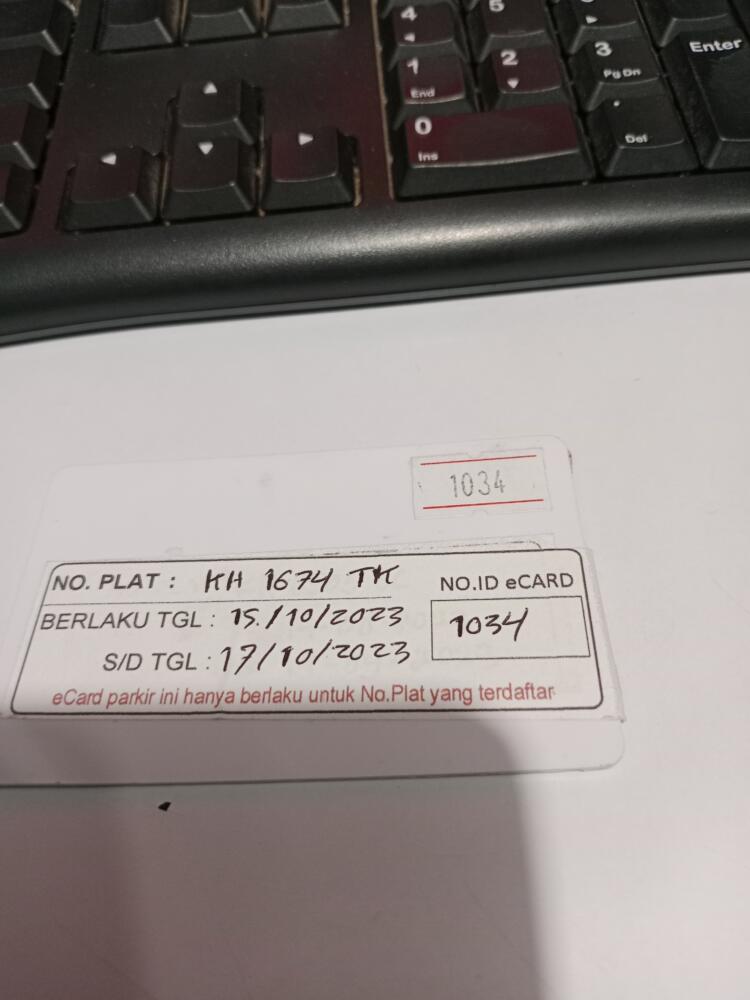 4
5
1
End
2
3
Pg Dn
Enter
0
Ins
.
Del
1034
NO. PLAT : KH 1674 TK
NO.ID eCARD
BERLAKU TGL : 15/10/2023
1034
S/D TGL : 17/10/2023
eCard parkir ini hanya berlaku untuk No.Plat yang terdaftar